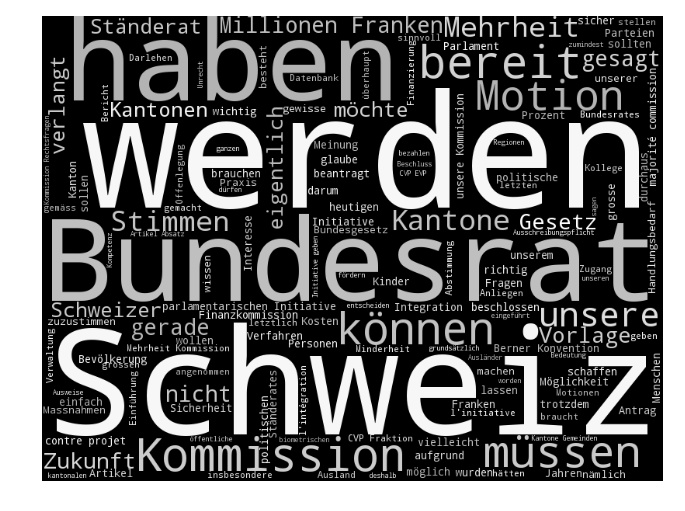 Ständerat
Millionen Franken
Mehrheit
sicher
stellen
Parteien
sollten
sinnvoll
Darlehen
haben
Unrecht
besteht
Datenbank
überhaupt
Finanzierung
Parlament
zumindest
bereit
gesagt
unserer
verlangt
Bericht
Kantonen
wichtig
gewisse
möchte
Motion
Prozent
Bundesrates
majorité commission
Kommission Rechtsfragen
Kanton
sollen
werden
Offenlegung
ganzen
brauchen
Praxis
dürfen
eigentlich
Meinung
glaube
beantragt
darum
heutigen
bezahlen
Beschluss
CVP EVP
unsere Kommission
Regionen
politische
letzten
Kollege
durchaus
grosse
sagen
gemäss
gemacht
Stimmen
Interesse
Initiative
Bundesgesetz
Kantone
Gesetz
Ausschreibungspflicht
Handlungsbedarf
Artikel Absatz
Kompetenz
Bundesrat
wissen
Initiative geben
fördern
Kinder
Abstimmung
unserem
richtig
Fragen
Anliegen
Zugang
unseren
Schweizer
parlamentarischen Initiative
entscheiden
Integration
beschlossen
eingeführt
unsere
Finanzkommission
zuzustimmen
gerade
letztlich
Kosten
Verfahren
können
Vorlage
geben
wollen
Personen
Minderheit
grundsätzlich
Berner Konvention
Mehrheit Kommission
Verwaltung
Bevölkerung
grossen
angenommen
Ausländer
Bedeutung
machen
worden
schaffen
Möglichkeit
Menschen
Schweiz
Ausweise
einfach
Massnahmen
Einführung
nicht
Sicherheit
politischen
Ständerates
l'intégration
lassen
Franken
l'initiative
Motionen
trotzdem
braucht
Antrag
contre projet
öffentliche
biometrischen
CVP Fraktion
vielleicht
aufgrund
Kantone Gemeinden
Zukunft
Kommission
müssen
kantonalen
Artikel
insbesondere
Ausland
deshalb
möglich
wurden
hätten
Jahren
nämlich